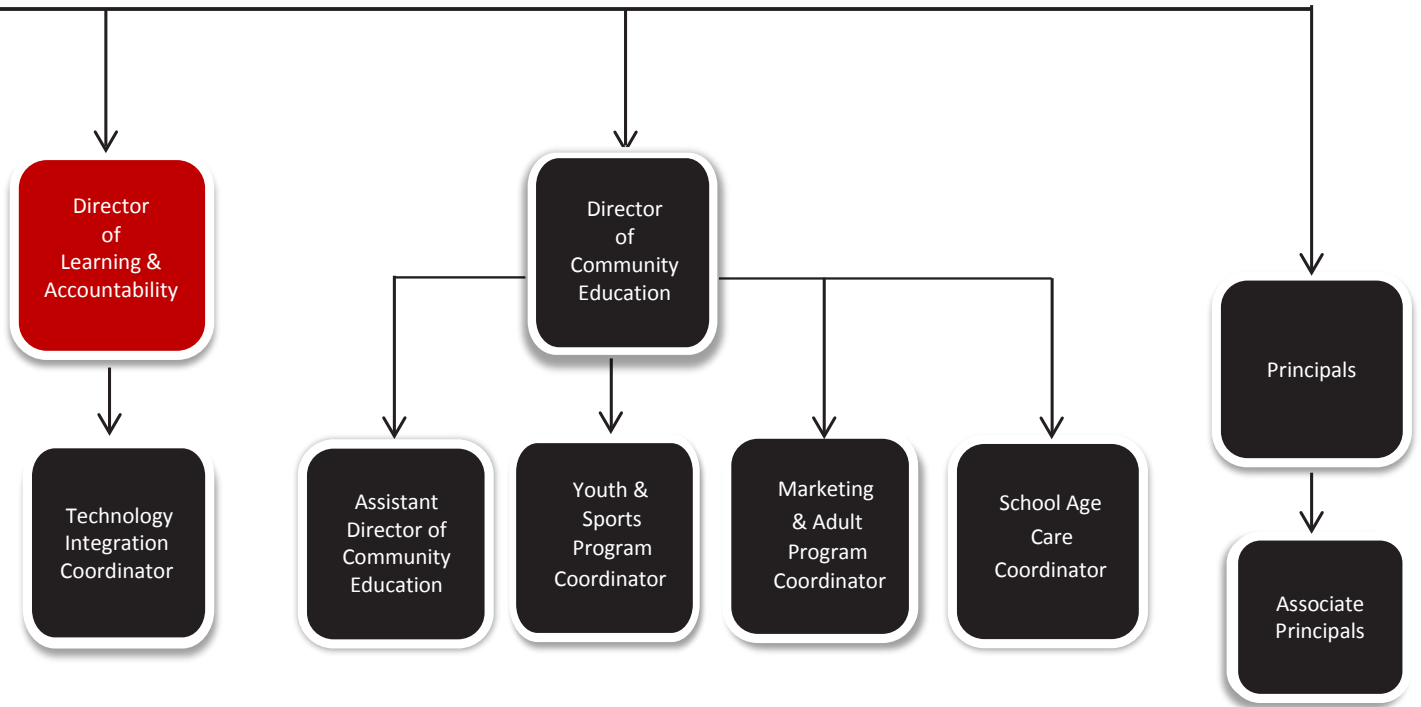 Director
of
Learning &
Accountability
Director
of
Community
Education
Principals
Technology
Integration
Coordinator
Assistant
Director of
Community
Education
Youth &
Sports
Program
Coordinator
Marketing
& Adult
Program
Coordinator
School Age
Care
Coordinator
Associate
Principals